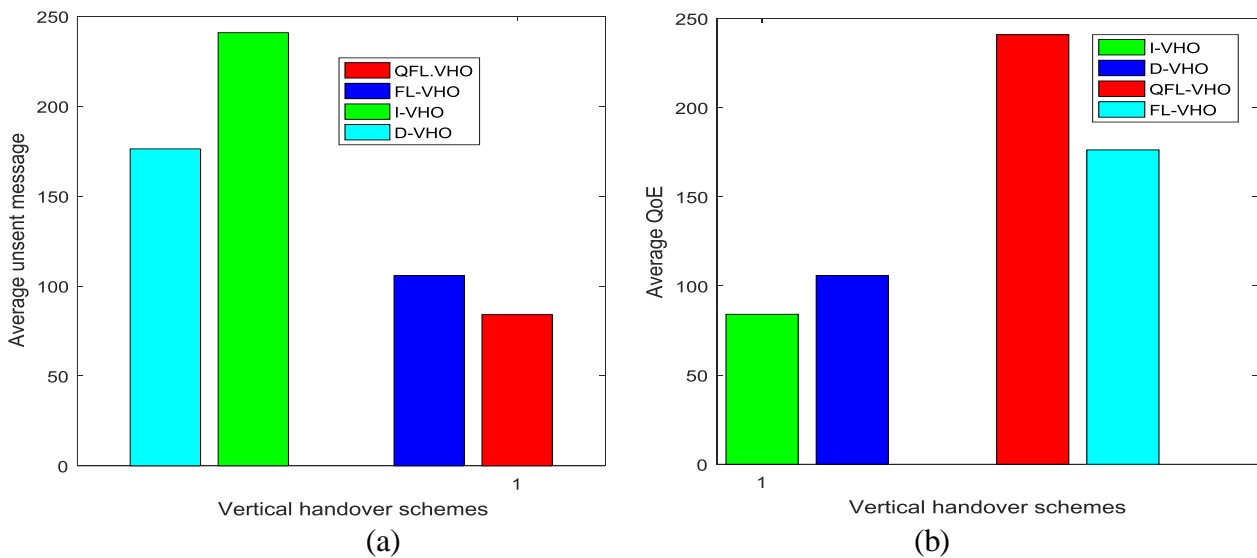 250
200
150
100
50
0
Average unsent message
QFL.VHO
FL-VHO
I-VHO
D-VHO
1
Vertical handover schemes
(a)
250
200
150
100
50
0
Average QoE
I-VHO
D-VHO
QFL-VHO
FL-VHO
1
Vertical handover schemes
(b)